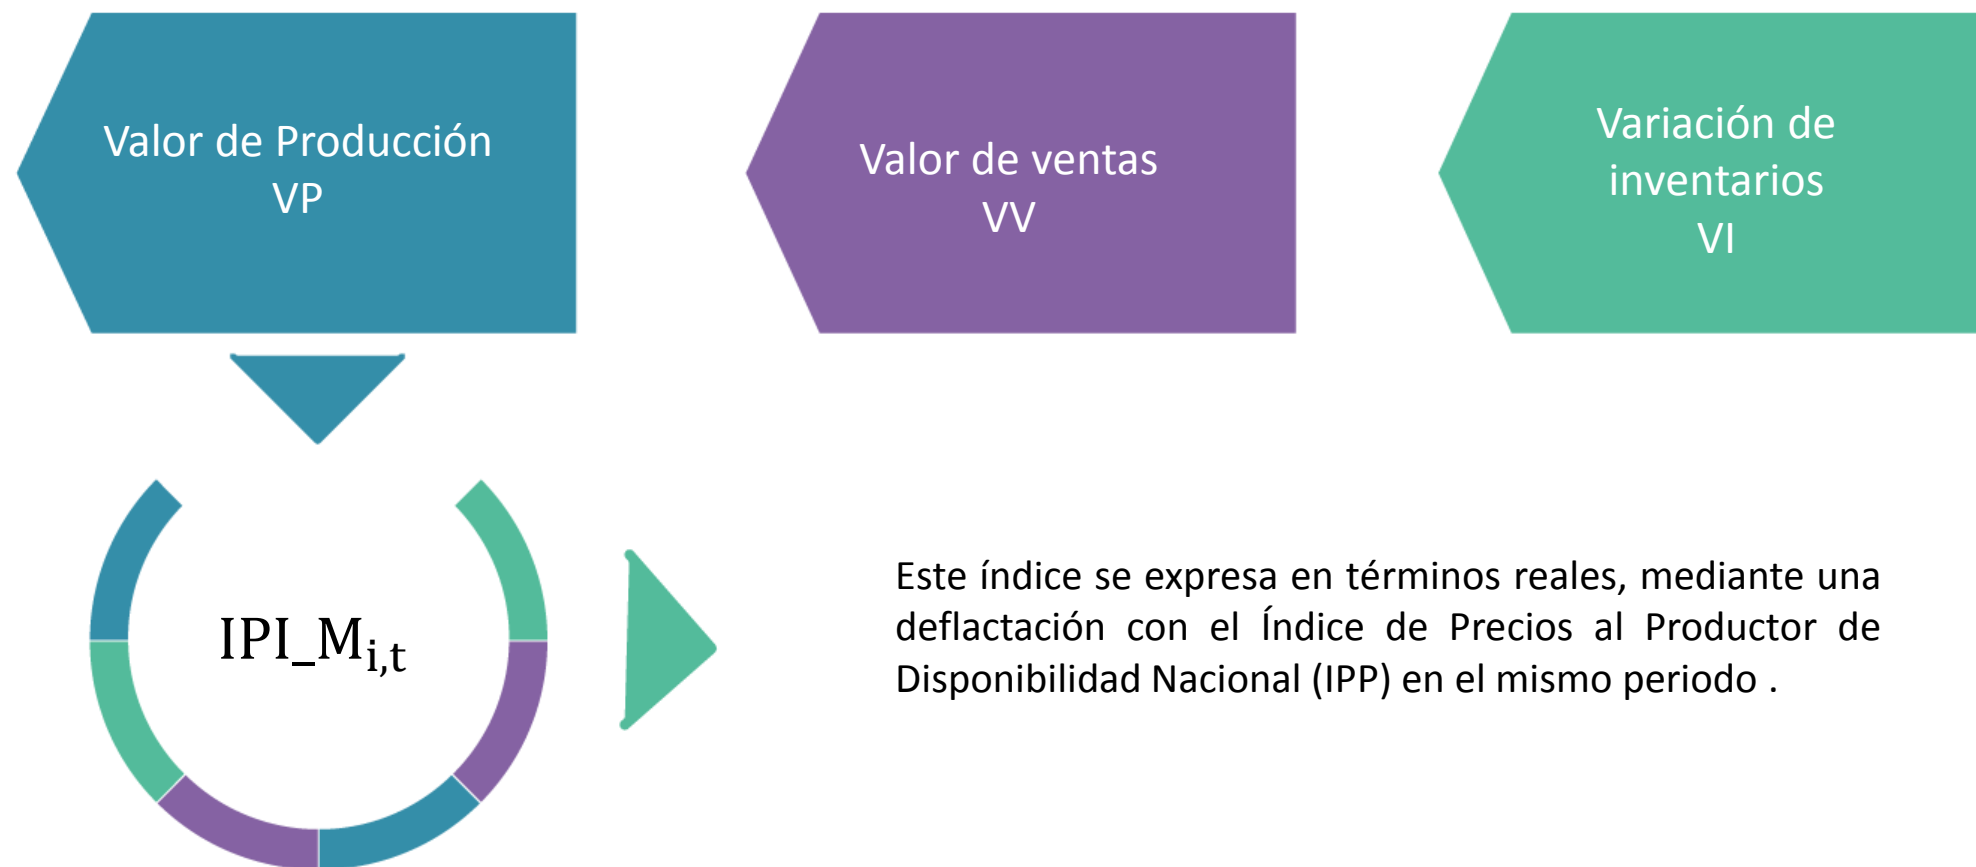 Valor de Producción
VP
Valor de ventas
VV
Variación de
inventarios
VI
IPI_Mi,t
Este índice se expresa en términos reales, mediante una
deflactación con el Índice de Precios al Productor de
Disponibilidad Nacional (IPP) en el mismo periodo .